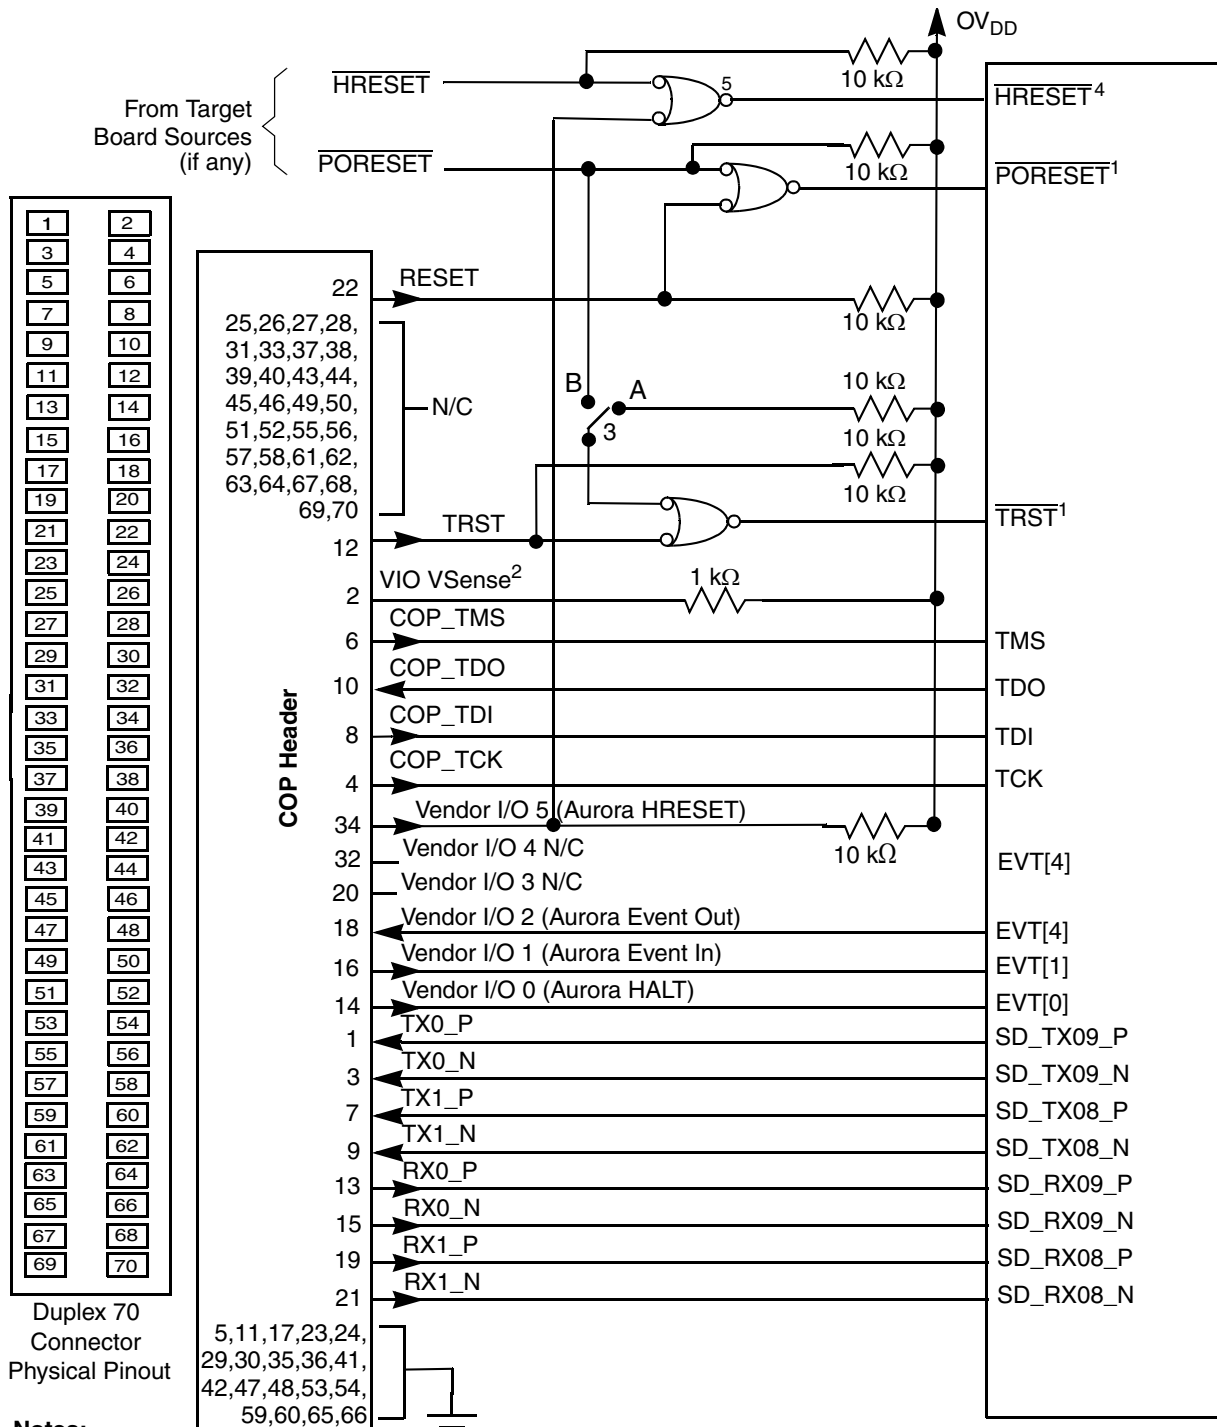 OV_DD
HRESET
10 kΩ
5
HRESET^4
From Target
Board Sources
(if any)
PORESET
10 kΩ
PORESET^1
1 2
3 4
5 6
7 8
9 10
11 12
13 14
15 16
17 18
19 20
21 22
23 24
25 26
27 28
29 30
31 32
33 34
35 36
37 38
39 40
41 42
43 44
45 46
47 48
49 50
51 52
53 54
55 56
57 58
59 60
61 62
63 64
65 66
67 68
69 70
Duplex 70
Connector
Physical Pinout
COP Header
22 RESET
10 kΩ
25,26,27,28,
31,33,37,38,
39,40,43,44,
45,46,49,50,
51,52,55,56,
57,58,61,62,
63,64,67,68,
69,70
N/C
B A
3
10 kΩ
10 kΩ
10 kΩ
12 TRST
TRST^1
2 VIO VSense^2
1 kΩ
6 COP_TMS TMS
10 COP_TDO TDO
8 COP_TDI TDI
4 COP_TCK TCK
34 Vendor I/O 5 (Aurora HRESET)
10 kΩ
32 Vendor I/O 4 N/C
EVT[4]
20 Vendor I/O 3 N/C
18 Vendor I/O 2 (Aurora Event Out) EVT[4]
16 Vendor I/O 1 (Aurora Event In) EVT[1]
14 Vendor I/O 0 (Aurora HALT) EVT[0]
1 TX0_P SD_TX09_P
3 TX0_N SD_TX09_N
7 TX1_P SD_TX08_P
9 TX1_N SD_TX08_N
13 RX0_P SD_RX09_P
15 RX0_N SD_RX09_N
19 RX1_P SD_RX08_P
21 RX1_N SD_RX08_N
5,11,17,23,24,
29,30,35,36,41,
42,47,48,53,54,
59,60,65,66
Notes: